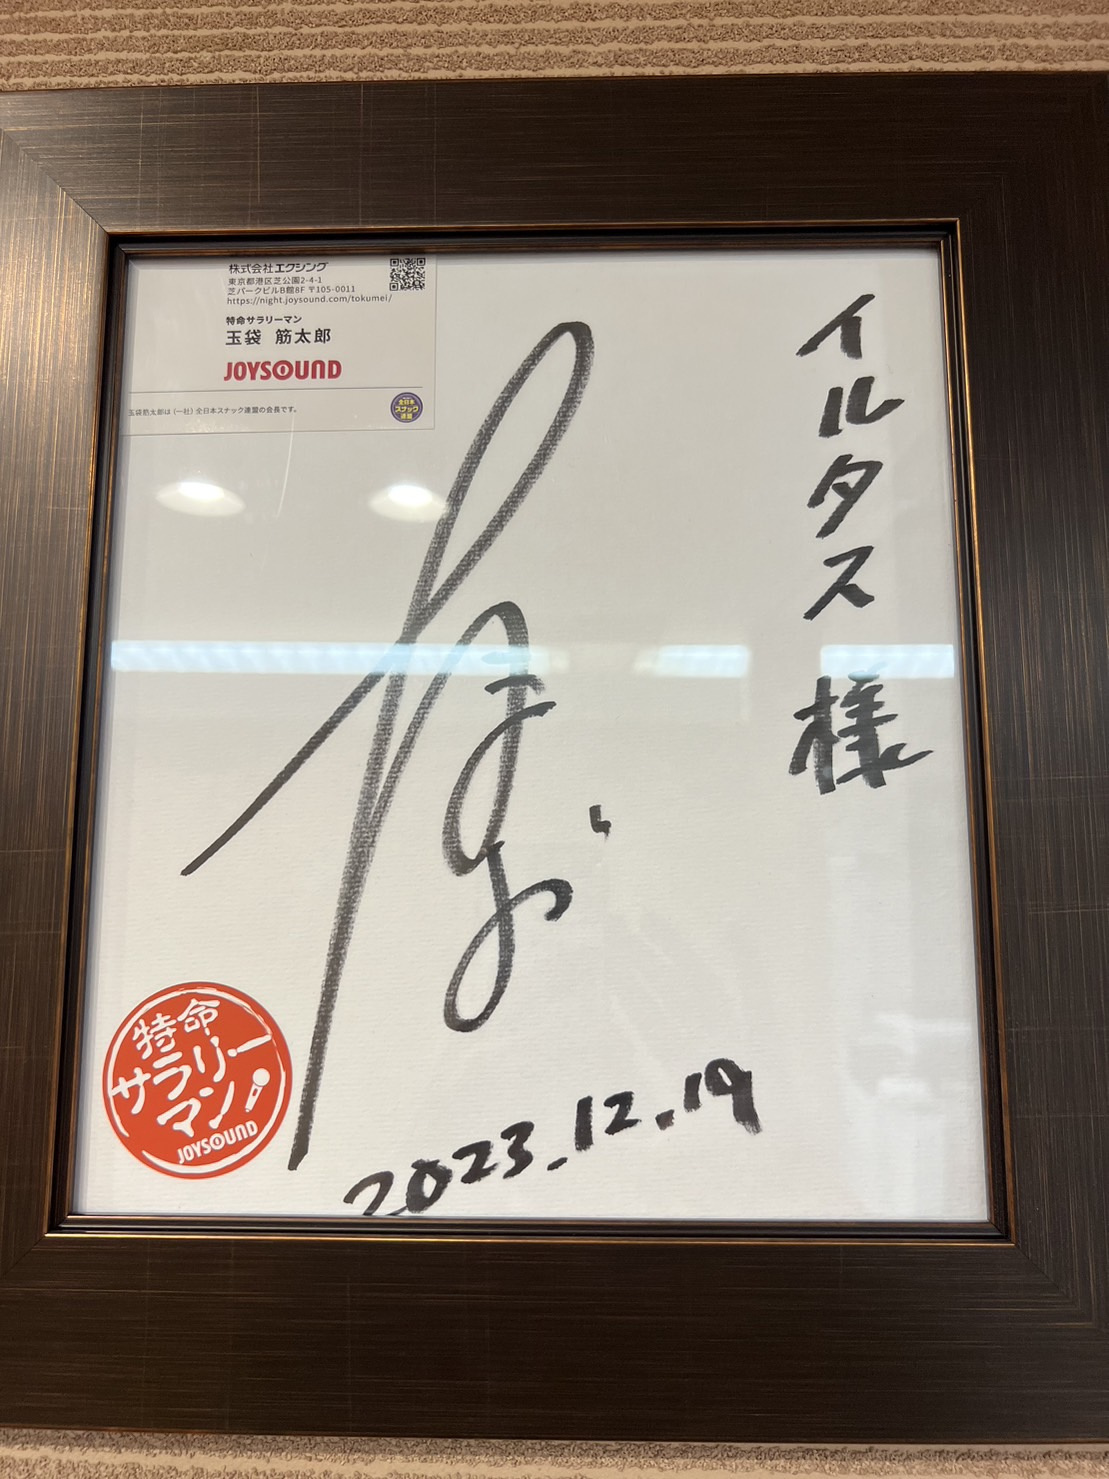 株式会社エクシング
東京都港区芝公園2-4-1
芝パークビルB館8F 〒105-0011
https://night.joysound.com/tokumei/
特命サラリーマン
玉袋 筋太郎
JOYSOUND
玉袋筋太郎は(一社)全日本スナック連盟の会長です。
全日本
スナック
連盟
イルタス様
特命
サラリー
マン
JOYSOUND
2023.12.19